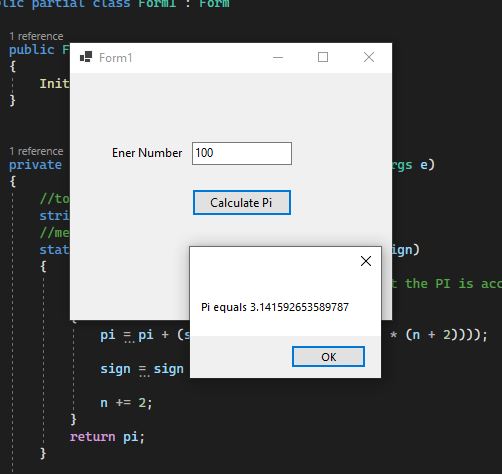 blic partial class Form1 : Form
1 reference
public F
{
Init
}
1 reference
private rgs e)
{
//to
stri
//me
stat ign)
{
t the PI is acc
{
pi = pi + (s * (n + 2))));
sign = sign
n += 2;
}
return pi;
}
Form1
Ener Number 100
Calculate Pi
Pi equals 3.141592653589787
OK